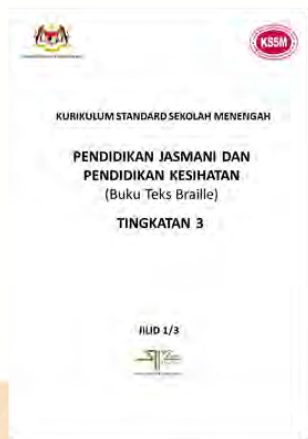 KSSM
KURIKULUM STANDARD SEKOLAH MENENGAH
PENDIDIKAN JASMANI DAN
PENDIDIKAN KESIHATAN
(Buku Teks Braille)
TINGKATAN 3
JILID 1/3